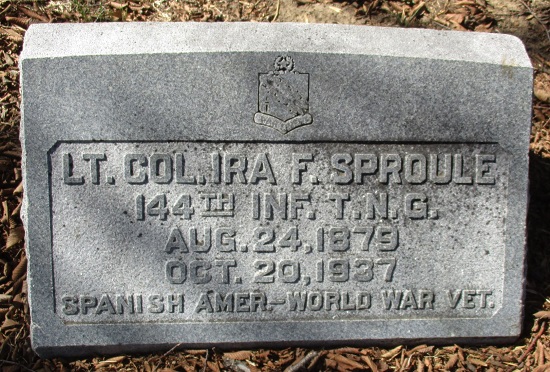 LT. COL. IRA F. SPROULE
144TH INF. T.N.G.
AUG. 24, 1879
OCT. 20, 1937
SPANISH AMER.-WORLD WAR VET.